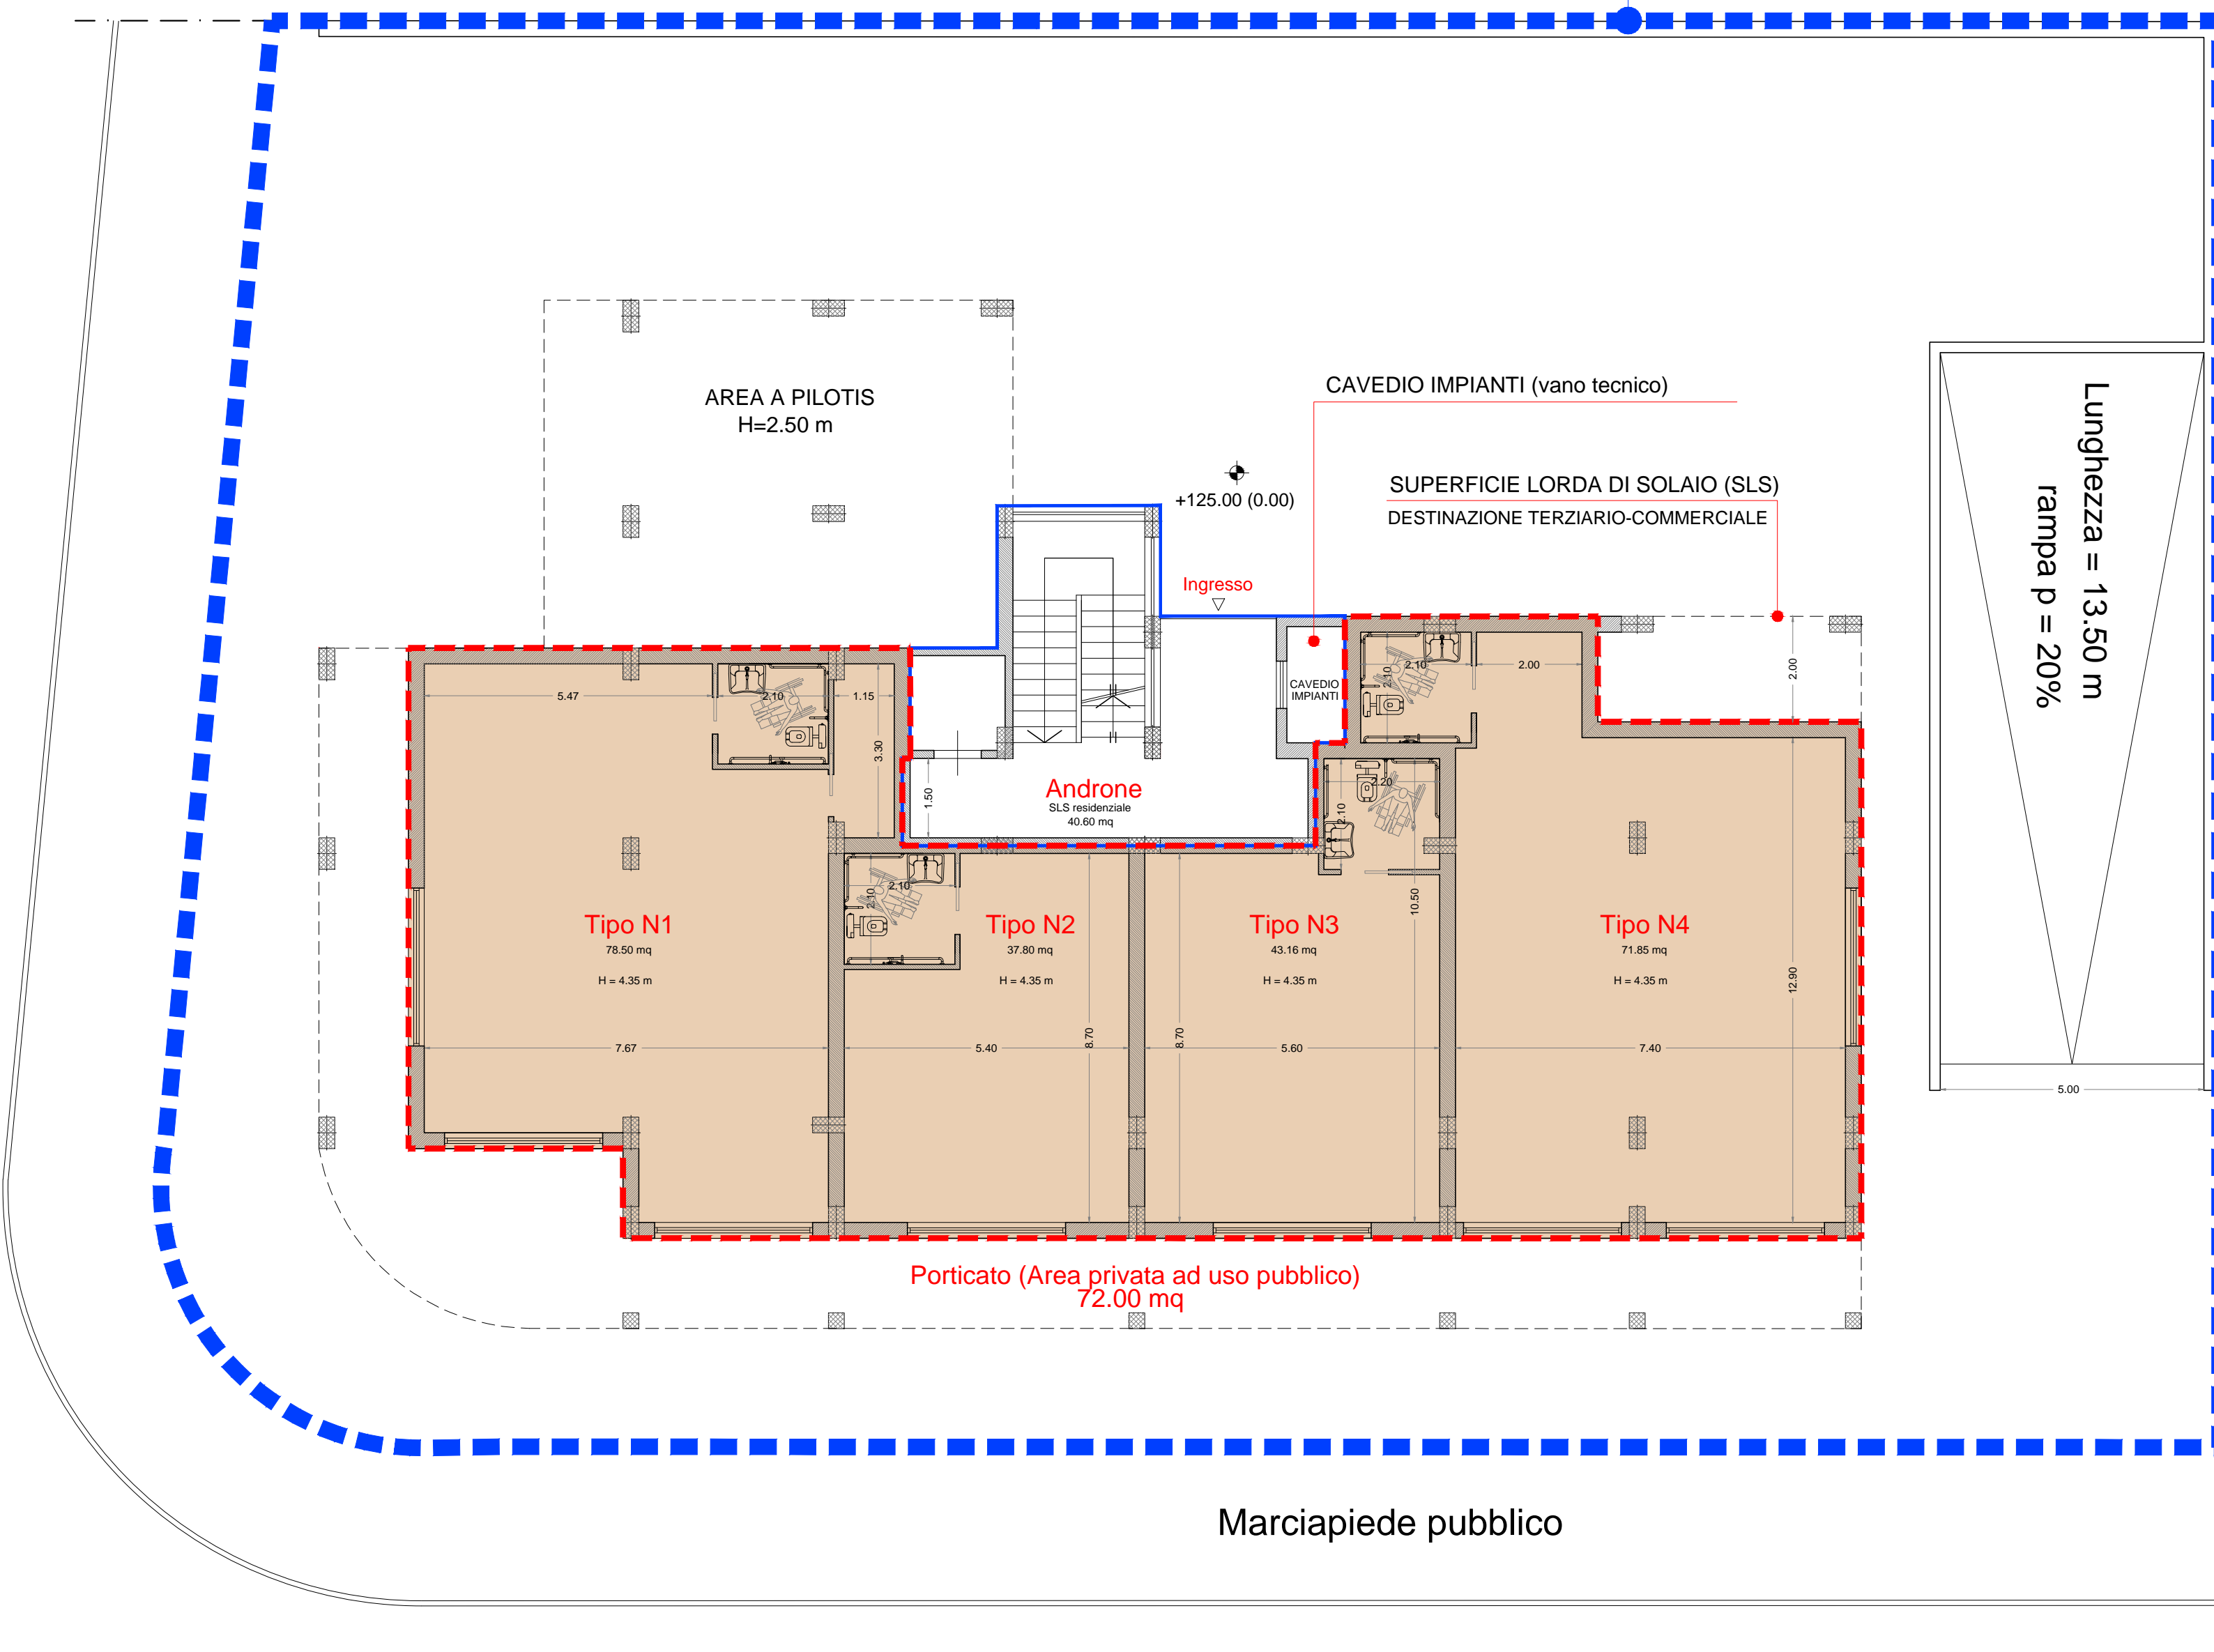 AREA A PILOTIS
H=2.50 m
CAVEDIO IMPIANTI (vano tecnico)
SUPERFICIE LORDA DI SOLAIO (SLS)
DESTINAZIONE TERZIARIO-COMMERCIALE
+125.00 (0.00)
Ingresso
Lunghezza = 13.50 m
rampa p = 20%
5.00
CAVEDIO
IMPIANTI
5.47
2.10
1.15
3.30
2.10
2.10
2.00
2.00
1.50
Androne
SLS residenziale
40.60 mq
2.20
2.10
2.10
2.10
10.50
Tipo N1
78.50 mq
H = 4.35 m
7.67
Tipo N2
37.80 mq
H = 4.35 m
5.40
8.70
Tipo N3
43.16 mq
H = 4.35 m
8.70
5.60
Tipo N4
71.85 mq
H = 4.35 m
7.40
12.90
Porticato (Area privata ad uso pubblico)
72.00 mq
Marciapiede pubblico